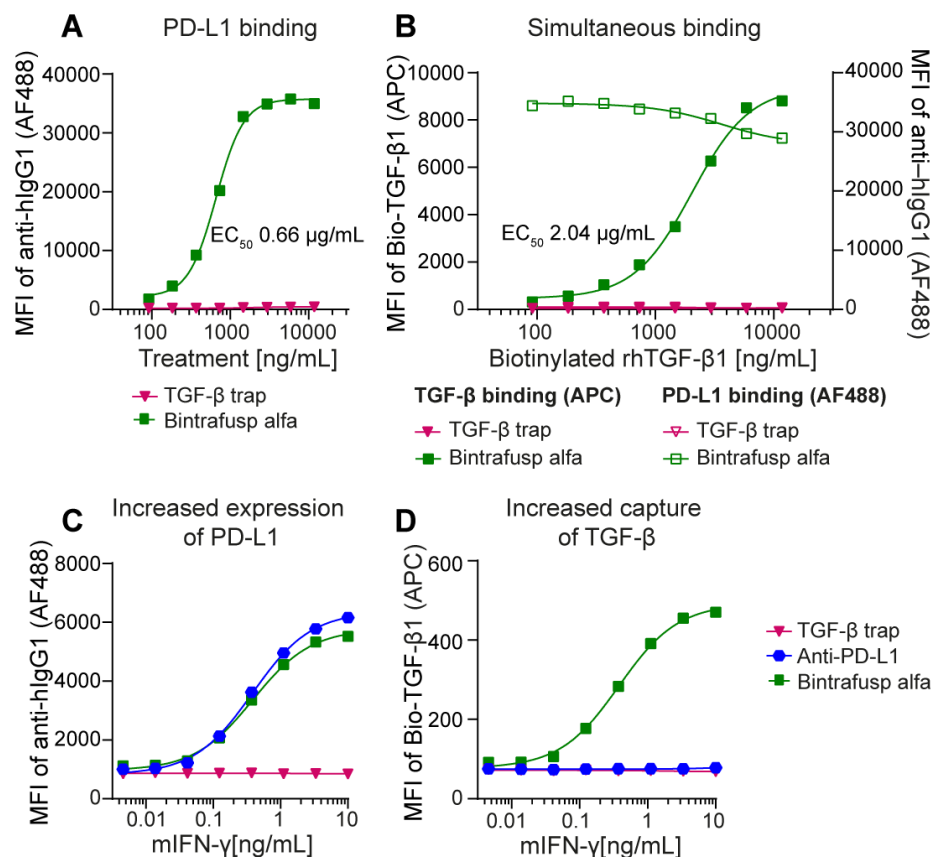 A PD-L1 binding
MFI of anti-hIgG1 (AF488)
40000
30000
20000
10000
0
EC50 0.66 µg/mL
100 1000 10000
Treatment [ng/mL]
TGF-β trap
Bintrafusp alfa
B Simultaneous binding
MFI of Bio-TGF-β1 (APC)
10000
8000
6000
4000
2000
0
EC50 2.04 µg/mL
40000
30000
20000
10000
0
MFI of anti–hIgG1 (AF488)
100 1000 10000
Biotinylated rhTGF-β1 [ng/mL]
TGF-β binding (APC)
TGF-β trap
Bintrafusp alfa
PD-L1 binding (AF488)
TGF-β trap
Bintrafusp alfa
C Increased expression
of PD-L1
MFI of anti-hIgG1 (AF488)
8000
6000
4000
2000
0
0.01 0.1 1 10
mIFN-γ[ng/mL]
D Increased capture
of TGF-β
MFI of Bio-TGF-β1 (APC)
600
400
200
0
0.01 0.1 1 10
mIFN-γ[ng/mL]
TGF-β trap
Anti-PD-L1
Bintrafusp alfa